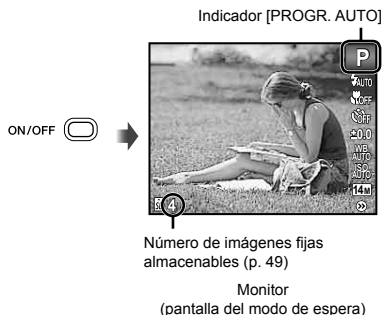 Indicador [PROGR. AUTO]
P
AUTO
OFF
OFF
±0.0
WB
AUTO
ISO
AUTO
14M
ON/OFF
4
Número de imágenes fijas
almacenables (p. 49)
Monitor
(pantalla del modo de espera)